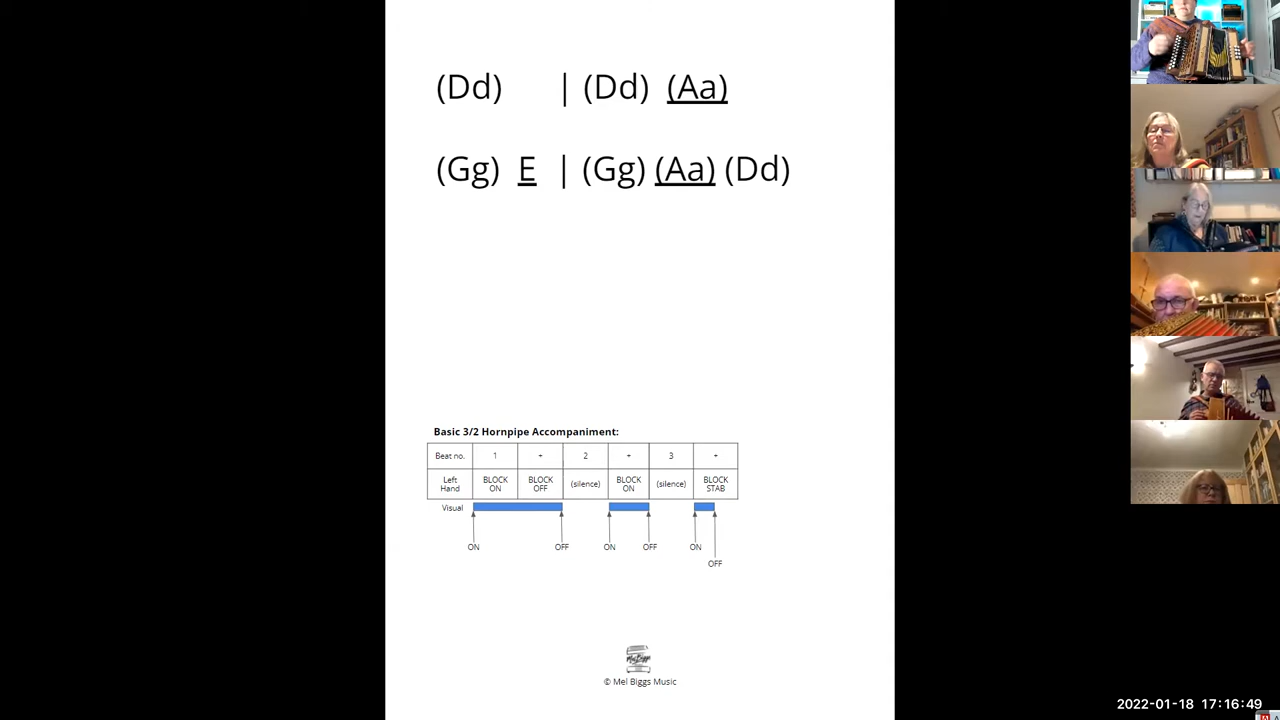 (Dd) | (Dd) (Aa)
(Gg) E | (Gg) (Aa) (Dd)
Basic 3/2 Hornpipe Accompaniment:
Beat no. 1 + 2 + 3 +
Left Hand BLOCK ON BLOCK OFF (silence) BLOCK ON (silence) BLOCK STAB
Visual
ON OFF ON OFF ON
OFF
© Mel Biggs Music
2022-01-18 17:16:49